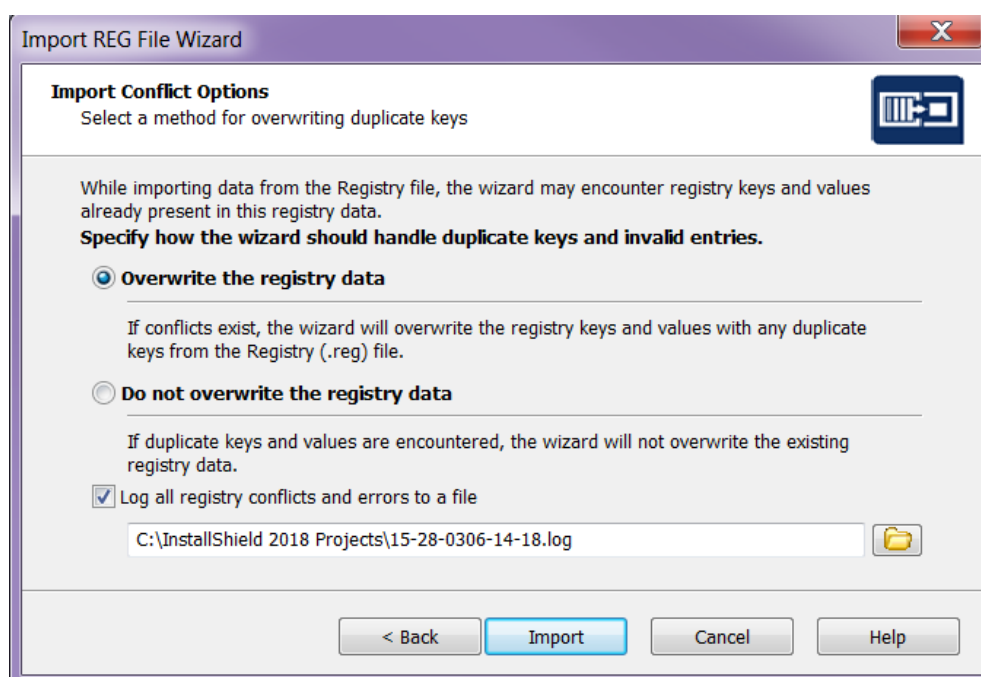 Import REG File Wizard
X
Import Conflict Options
Select a method for overwriting duplicate keys
While importing data from the Registry file, the wizard may encounter registry keys and values
already present in this registry data.
Specify how the wizard should handle duplicate keys and invalid entries.
Overwrite the registry data
If conflicts exist, the wizard will overwrite the registry keys and values with any duplicate
keys from the Registry (.reg) file.
Do not overwrite the registry data
If duplicate keys and values are encountered, the wizard will not overwrite the existing
registry data.
Log all registry conflicts and errors to a file
C:\InstallShield 2018 Projects\15-28-0306-14-18.log
< Back Import Cancel Help